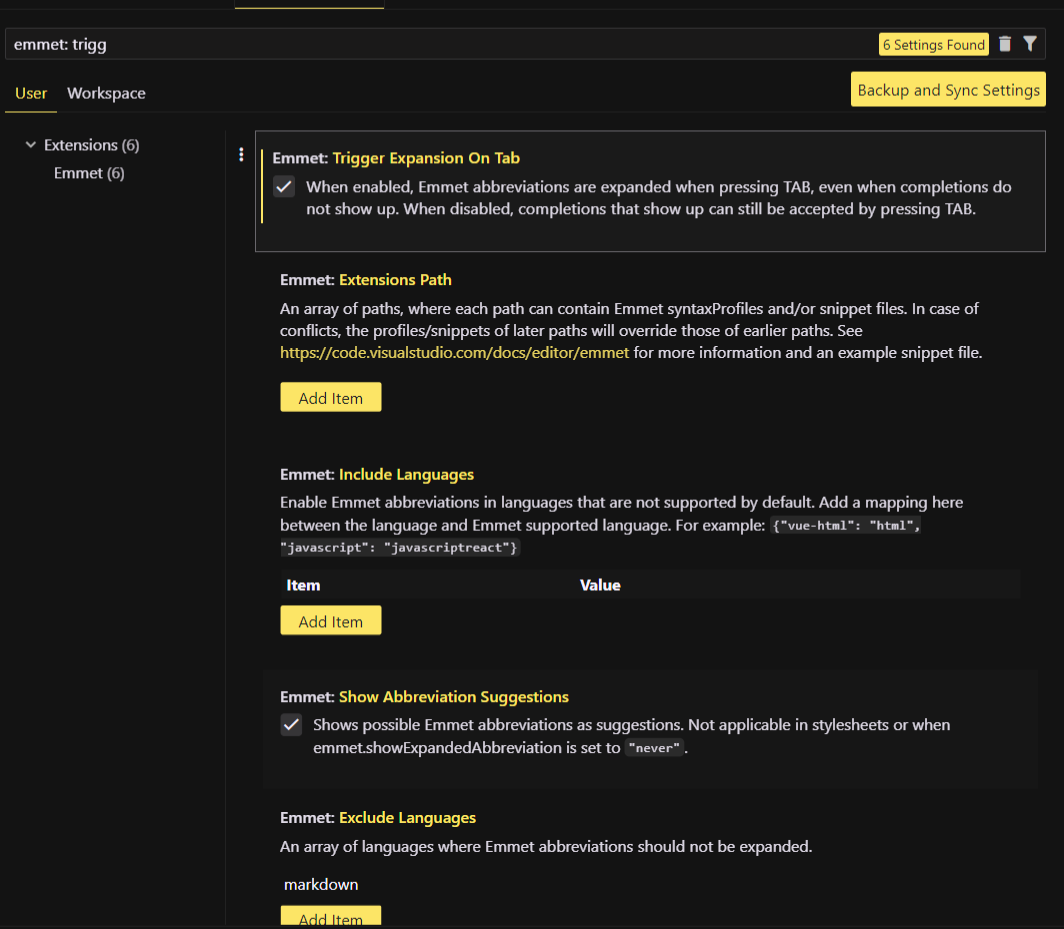 emmet: trigg
6 Settings Found
User Workspace
Backup and Sync Settings
Extensions (6)
Emmet (6)
Emmet: Trigger Expansion On Tab
When enabled, Emmet abbreviations are expanded when pressing TAB, even when completions do
not show up. When disabled, completions that show up can still be accepted by pressing TAB.
Emmet: Extensions Path
An array of paths, where each path can contain Emmet syntaxProfiles and/or snippet files. In case of
conflicts, the profiles/snippets of later paths will override those of earlier paths. See
https://code.visualstudio.com/docs/editor/emmet for more information and an example snippet file.
Add Item
Emmet: Include Languages
Enable Emmet abbreviations in languages that are not supported by default. Add a mapping here
between the language and Emmet supported language. For example: {"vue-html": "html",
"javascript": "javascriptreact"}
Item Value
Add Item
Emmet: Show Abbreviation Suggestions
Shows possible Emmet abbreviations as suggestions. Not applicable in stylesheets or when
emmet.showExpandedAbbreviation is set to "never".
Emmet: Exclude Languages
An array of languages where Emmet abbreviations should not be expanded.
markdown
Add Item